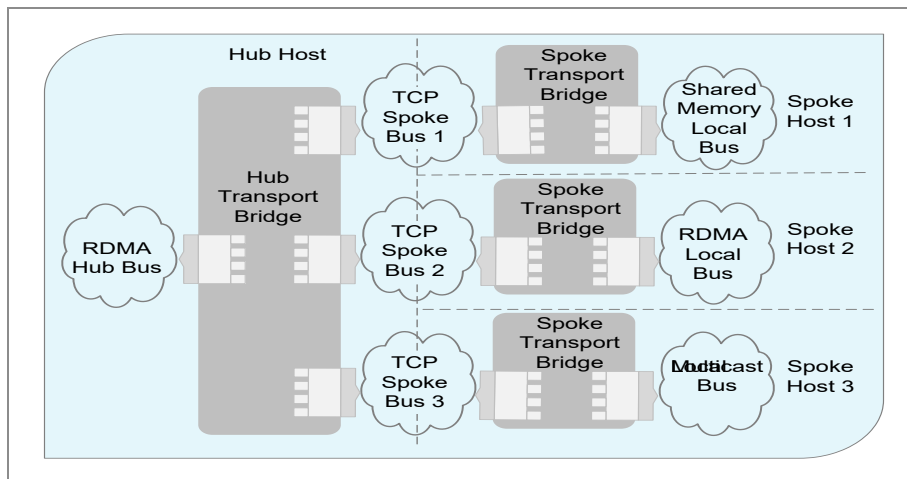 Hub Host
Spoke
Transport
Bridge
TCP
Spoke
Bus 1
Shared
Memory
Local
Bus
Spoke
Host 1
Hub
Transport
Bridge
RDMA
Hub Bus
TCP
Spoke
Bus 2
Spoke
Transport
Bridge
RDMA
Local
Bus
Spoke
Host 2
TCP
Spoke
Bus 3
Spoke
Transport
Bridge
Local
Multicast
Bus
Spoke
Host 3